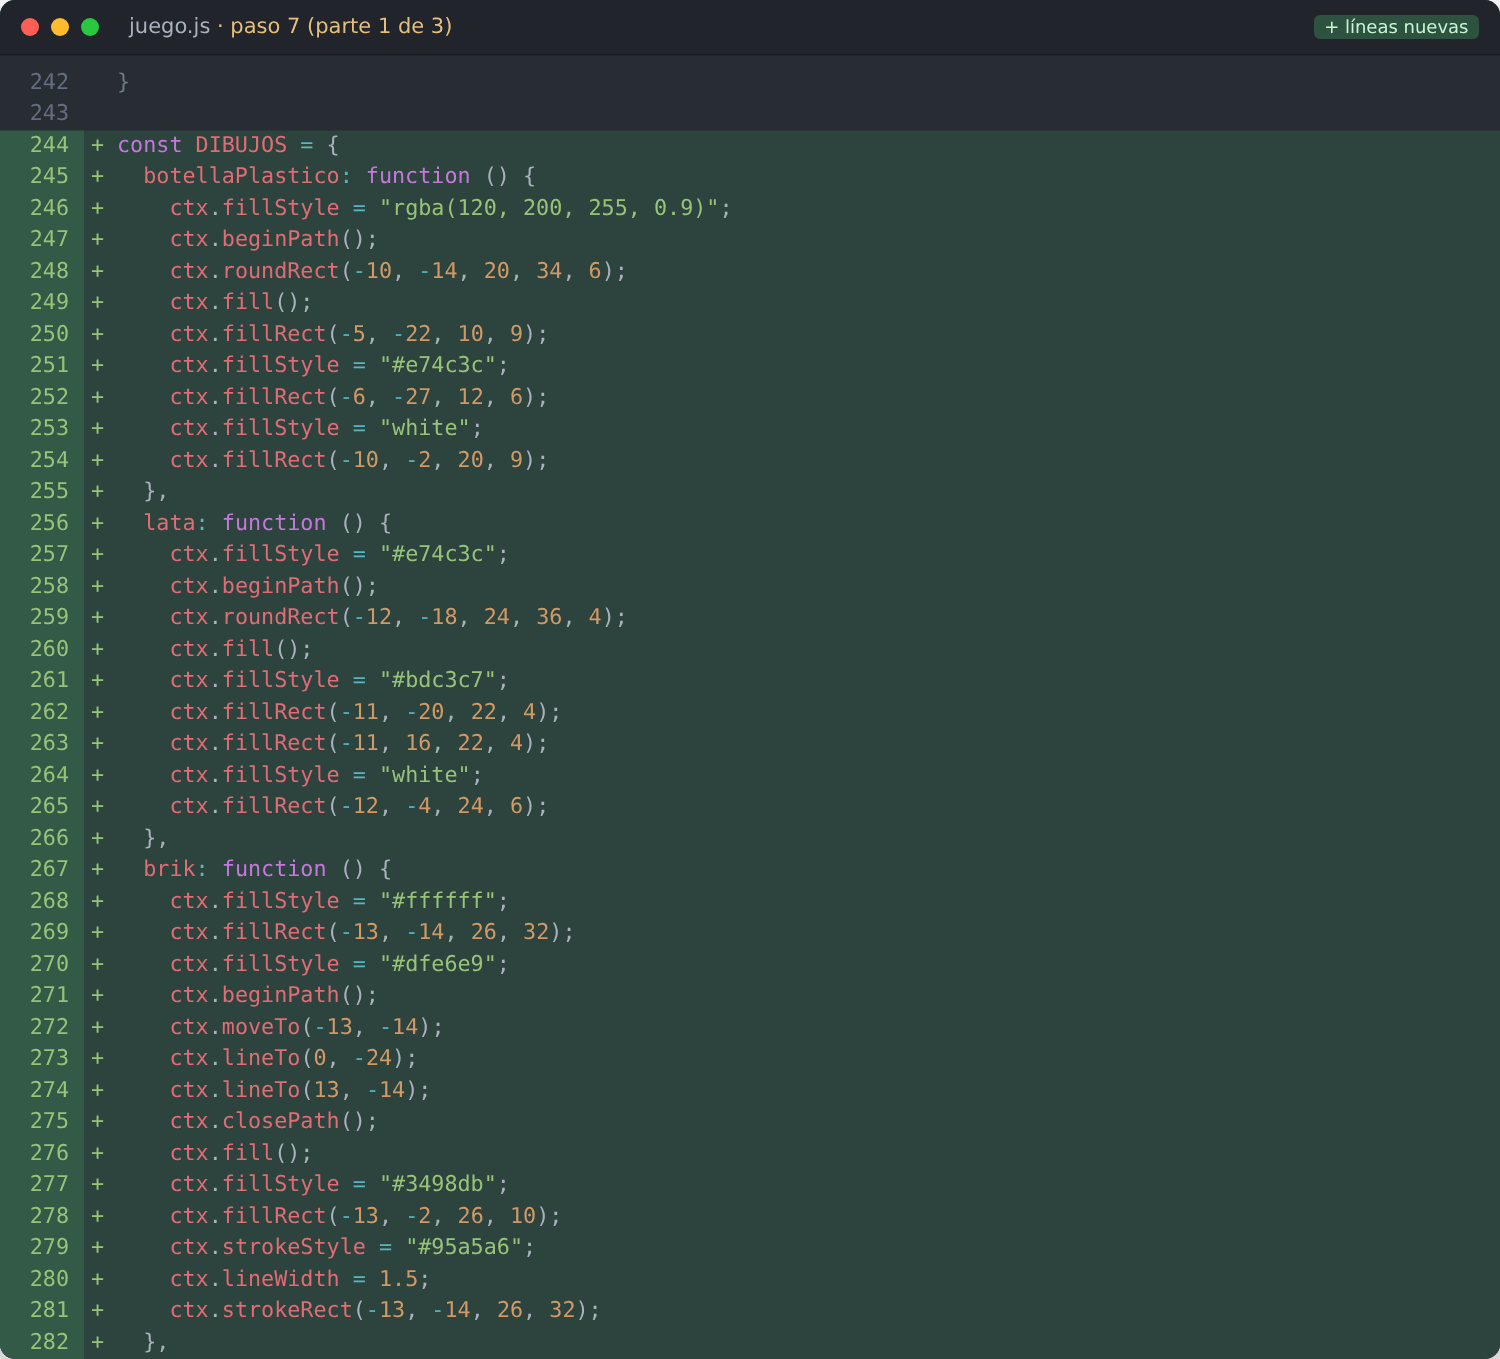 juego.js · paso 7 (parte 1 de 3)
+ líneas nuevas
242 }
243
244 + const DIBUJOS = {
245 +   botellaPlastico: function () {
246 +     ctx.fillStyle = "rgba(120, 200, 255, 0.9)";
247 +     ctx.beginPath();
248 +     ctx.roundRect(-10, -14, 20, 34, 6);
249 +     ctx.fill();
250 +     ctx.fillRect(-5, -22, 10, 9);
251 +     ctx.fillStyle = "#e74c3c";
252 +     ctx.fillRect(-6, -27, 12, 6);
253 +     ctx.fillStyle = "white";
254 +     ctx.fillRect(-10, -2, 20, 9);
255 +   },
256 +   lata: function () {
257 +     ctx.fillStyle = "#e74c3c";
258 +     ctx.beginPath();
259 +     ctx.roundRect(-12, -18, 24, 36, 4);
260 +     ctx.fill();
261 +     ctx.fillStyle = "#bdc3c7";
262 +     ctx.fillRect(-11, -20, 22, 4);
263 +     ctx.fillRect(-11, 16, 22, 4);
264 +     ctx.fillStyle = "white";
265 +     ctx.fillRect(-12, -4, 24, 6);
266 +   },
267 +   brik: function () {
268 +     ctx.fillStyle = "#ffffff";
269 +     ctx.fillRect(-13, -14, 26, 32);
270 +     ctx.fillStyle = "#dfe6e9";
271 +     ctx.beginPath();
272 +     ctx.moveTo(-13, -14);
273 +     ctx.lineTo(0, -24);
274 +     ctx.lineTo(13, -14);
275 +     ctx.closePath();
276 +     ctx.fill();
277 +     ctx.fillStyle = "#3498db";
278 +     ctx.fillRect(-13, -2, 26, 10);
279 +     ctx.strokeStyle = "#95a5a6";
280 +     ctx.lineWidth = 1.5;
281 +     ctx.strokeRect(-13, -14, 26, 32);
282 +   },